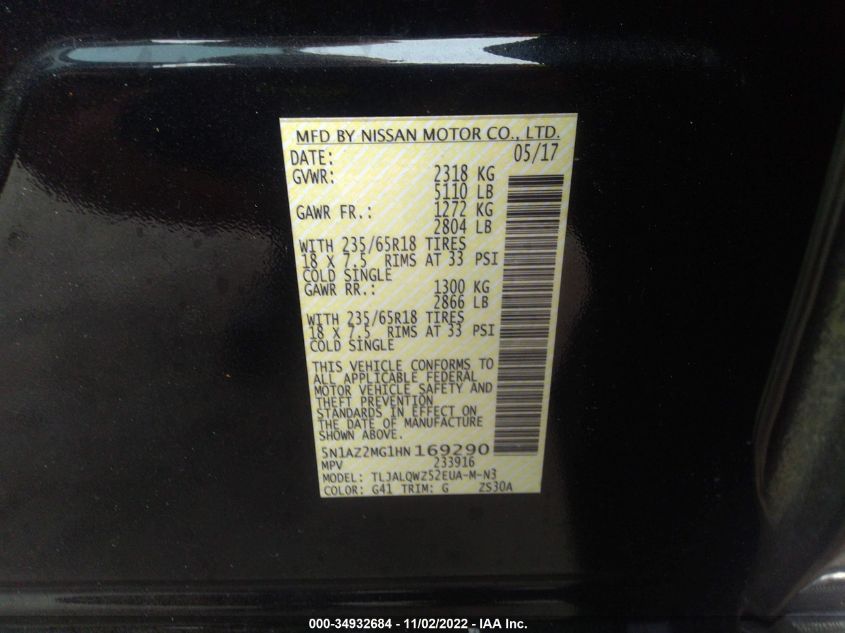 MFD BY NISSAN MOTOR CO., LTD.
DATE: 05/17
GVWR: 2318 KG
5110 LB
GAWR FR.: 1272 KG
2804 LB
WITH 235/65R18 TIRES
18 X 7.5 RIMS AT 33 PSI
COLD SINGLE
GAWR RR.: 1300 KG
2866 LB
WITH 235/65R18 TIRES
18 X 7.5 RIMS AT 33 PSI
COLD SINGLE
THIS VEHICLE CONFORMS TO
ALL APPLICABLE FEDERAL
MOTOR VEHICLE SAFETY AND
THEFT PREVENTION
STANDARDS IN EFFECT ON
THE DATE OF MANUFACTURE
SHOWN ABOVE.
5N1AZ2MG1HN 169290
MPV 233916
MODEL: TLJALQWZ52EUA-M-N3
COLOR: G41 TRIM: G ZS30A
000-34932684 - 11/02/2022 - IAA Inc.